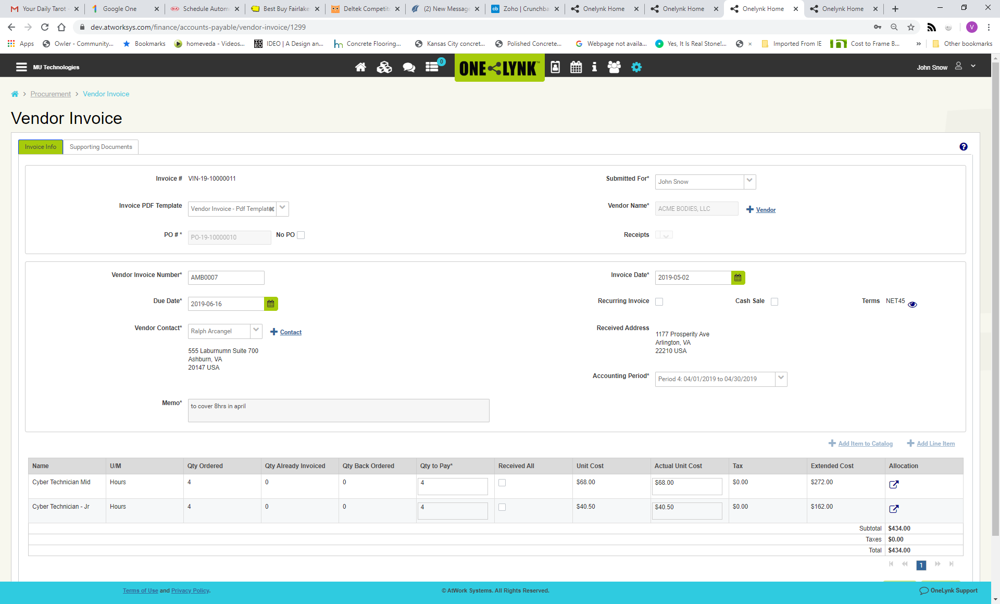 Your Daily Tarot -
Google One
KIA Schedule Autom
Best Buy Fairlake
Deltek Competito
(2) New Message
cb Zoho | Crunchba
Onelynk Home
Onelynk Home
Onelynk Home
Onelynk Home
dev.atworksys.com/finance/accounts-payable/vendor-invoice/1299
V
Apps
Owler - Community...
Bookmarks
homeveda - Videos...
IDEO | A Design an...
Concrete Flooring...
Kansas City concret...
Polished Concrete...
Webpage not availa...
Yes, It Is Real Stone!...
Imported From IE
Cost to Frame B...
»
Other bookmarks
MU Technologies
0
ONE LYNK™
John Snow
> Procurement > Vendor Invoice
Vendor Invoice
Invoice Info
Supporting Documents
?
Invoice # VIN-19-10000011
Submitted For* John Snow
Invoice PDF Template Vendor Invoice - Pdf Template
Vendor Name* ACME BODIES, LLC + Vendor
PO # * PO-19-10000010 No PO
Receipts
Vendor Invoice Number* AMB0007
Invoice Date* 2019-05-02
Due Date* 2019-06-16
Recurring Invoice Cash Sale Terms NET45
Vendor Contact* Ralph Arcangel + Contact
555 Laburnumn Suite 700
Ashburn, VA
20147 USA
Received Address
1177 Prosperity Ave
Arlington, VA
22210 USA
Accounting Period* Period 4: 04/01/2019 to 04/30/2019
Memo* to cover 8hrs in april
+ Add Item to Catalog + Add Line Item
Name U/M Qty Ordered Qty Already Invoiced Qty Back Ordered Qty to Pay* Received All Unit Cost Actual Unit Cost Tax Extended Cost Allocation
Cyber Technician Mid Hours 4 0 0 4 $68.00 $68.00 $0.00 $272.00
Cyber Technician - Jr Hours 4 0 0 4 $40.50 $40.50 $0.00 $162.00
Subtotal $434.00
Taxes $0.00
Total $434.00
1
Terms of Use and Privacy Policy.
© AtWork Systems. All Rights Reserved.
OneLynk Support